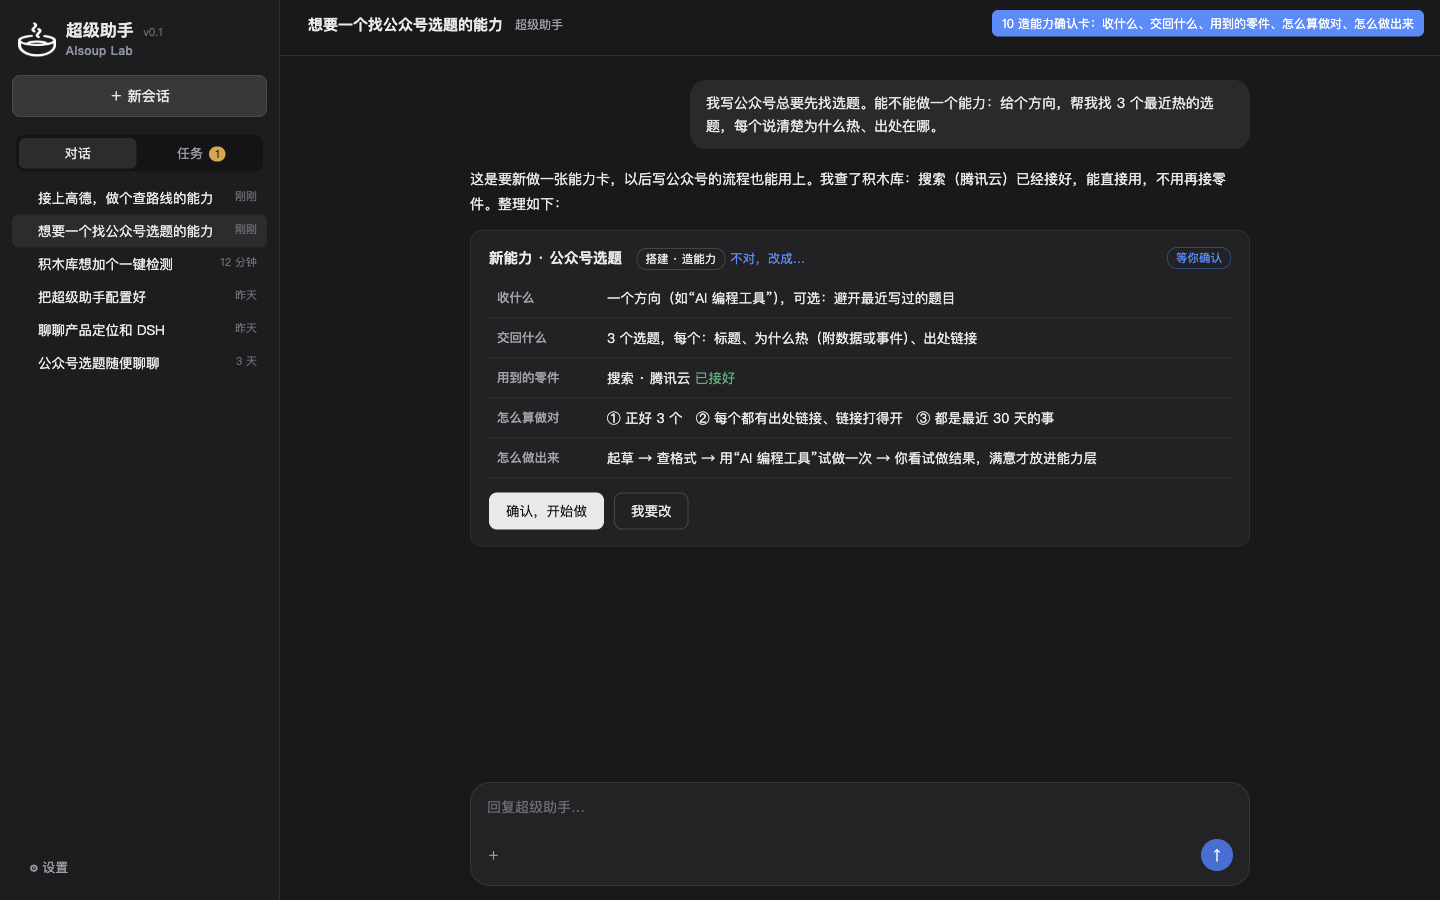 超级助手 v0.1
AIsoup Lab
+ 新会话
对话
任务 1
接上高德，做个查路线的能力 刚刚
想要一个找公众号选题的能力 刚刚
积木库想加个一键检测 12 分钟
把超级助手配置好 昨天
聊聊产品定位和 DSH 昨天
公众号选题随便聊聊 3 天
设置
想要一个找公众号选题的能力 超级助手
10 造能力确认卡：收什么、交回什么、用到的零件、怎么算做对、怎么做出来
我写公众号总要先找选题。能不能做一个能力：给个方向，帮我找 3 个最近热的选
题，每个说清楚为什么热、出处在哪。
这是要新做一张能力卡，以后写公众号的流程也能用上。我查了积木库：搜索（腾讯云）已经接好，能直接用，不用再接零
件。整理如下：
新能力 · 公众号选题 搭建 · 造能力 不对，改成… 等你确认
收什么 一个方向（如“AI 编程工具”），可选：避开最近写过的题目
交回什么 3 个选题，每个：标题、为什么热（附数据或事件）、出处链接
用到的零件 搜索 · 腾讯云 已接好
怎么算做对 ① 正好 3 个 ② 每个都有出处链接、链接打得开 ③ 都是最近 30 天的事
怎么做出来 起草 → 查格式 → 用“AI 编程工具”试做一次 → 你看试做结果，满意才放进能力层
确认，开始做 我要改
回复超级助手…
+ ↑